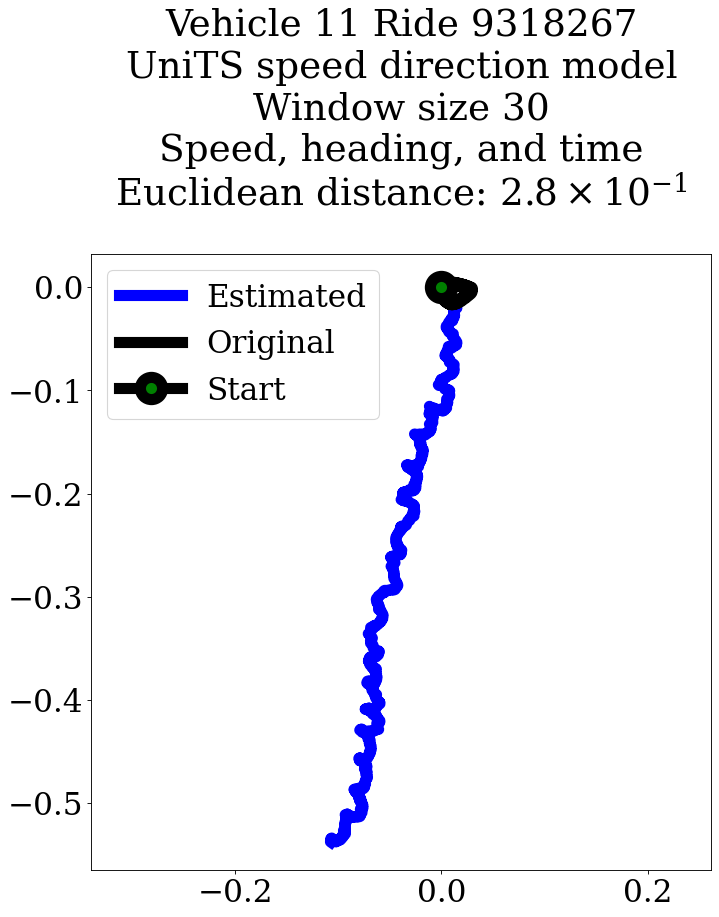 Vehicle 11 Ride 9318267
UniTS speed direction model
Window size 30
Speed, heading, and time
Euclidean distance: 2.8 × 10⁻¹
Estimated
Original
Start
0.0
−0.1
−0.2
−0.3
−0.4
−0.5
−0.2 0.0 0.2